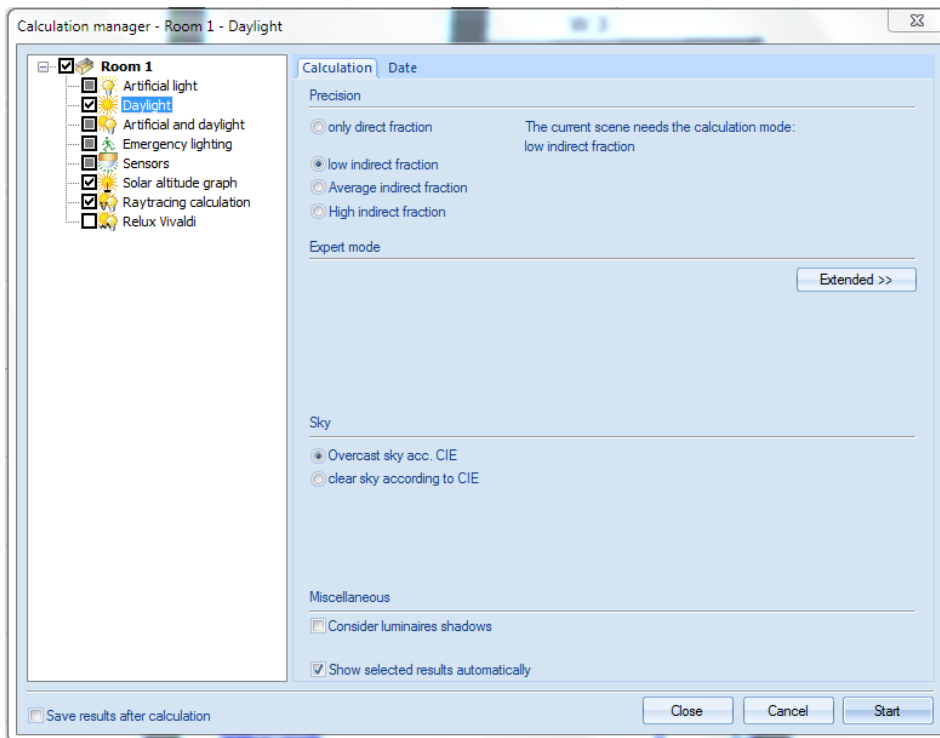 Calculation manager - Room 1 - Daylight
W 3
Room 1
Artificial light
Daylight
Artificial and daylight
Emergency lighting
Sensors
Solar altitude graph
Raytracing calculation
Relux Vivaldi
Calculation Date
Precision
only direct fraction
The current scene needs the calculation mode:
low indirect fraction
low indirect fraction
Average indirect fraction
High indirect fraction
Expert mode
Extended >>
Sky
Overcast sky acc. CIE
clear sky according to CIE
Miscellaneous
Consider luminaires shadows
Show selected results automatically
Save results after calculation
Close Cancel Start